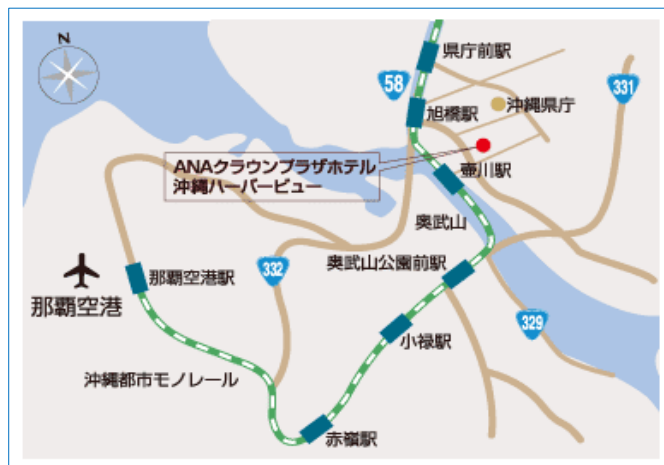 N
県庁前駅
58
331
沖縄県庁
旭橋駅
ANAクラウンプラザホテル
沖縄ハーバービュー
壷川駅
奥武山
奥武山公園前駅
332
那覇空港駅
那覇空港
329
小禄駅
沖縄都市モノレール
赤嶺駅